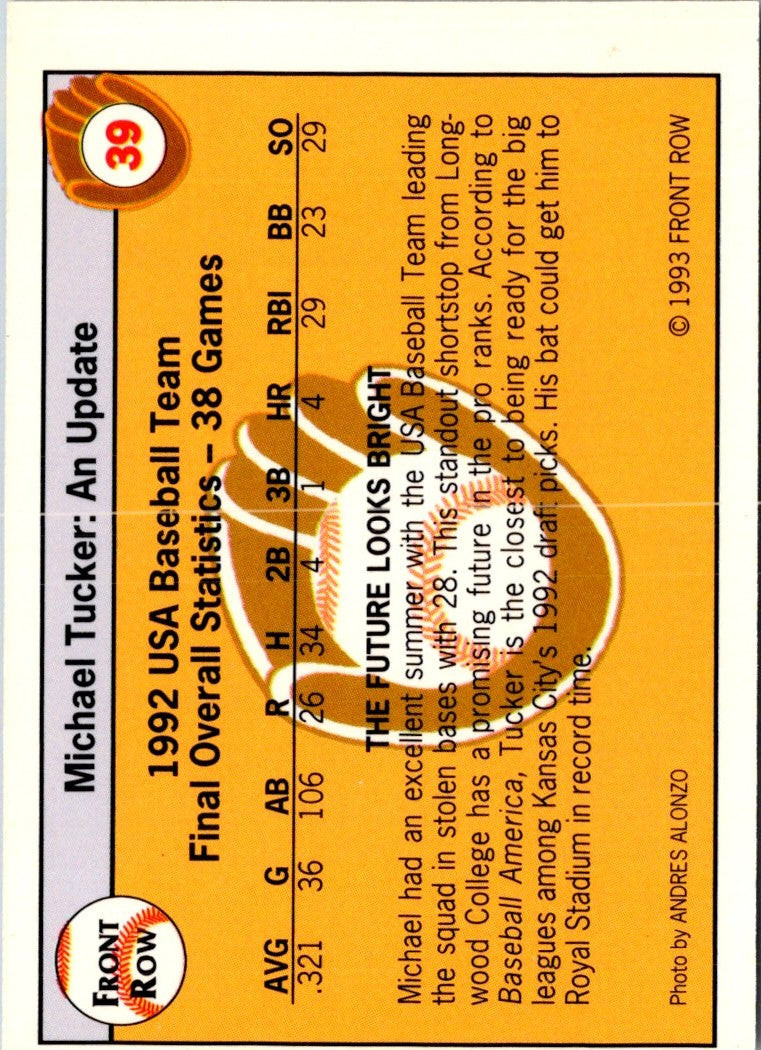 FRONT
ROW
Michael Tucker: An Update
39
1992 USA Baseball Team
Final Overall Statistics – 38 Games
AVG G AB R H 2B 3B HR RBI BB SO
.321 36 106 26 34 4 1 4 29 23 29
THE FUTURE LOOKS BRIGHT
Michael had an excellent summer with the USA Baseball Team leading
the squad in stolen bases with 28. This standout shortstop from Long-
wood College has a promising future in the pro ranks. According to
Baseball America, Tucker is the closest to being ready for the big
leagues among Kansas City's 1992 draft picks. His bat could get him to
Royal Stadium in record time.
Photo by ANDRES ALONZO
© 1993 FRONT ROW